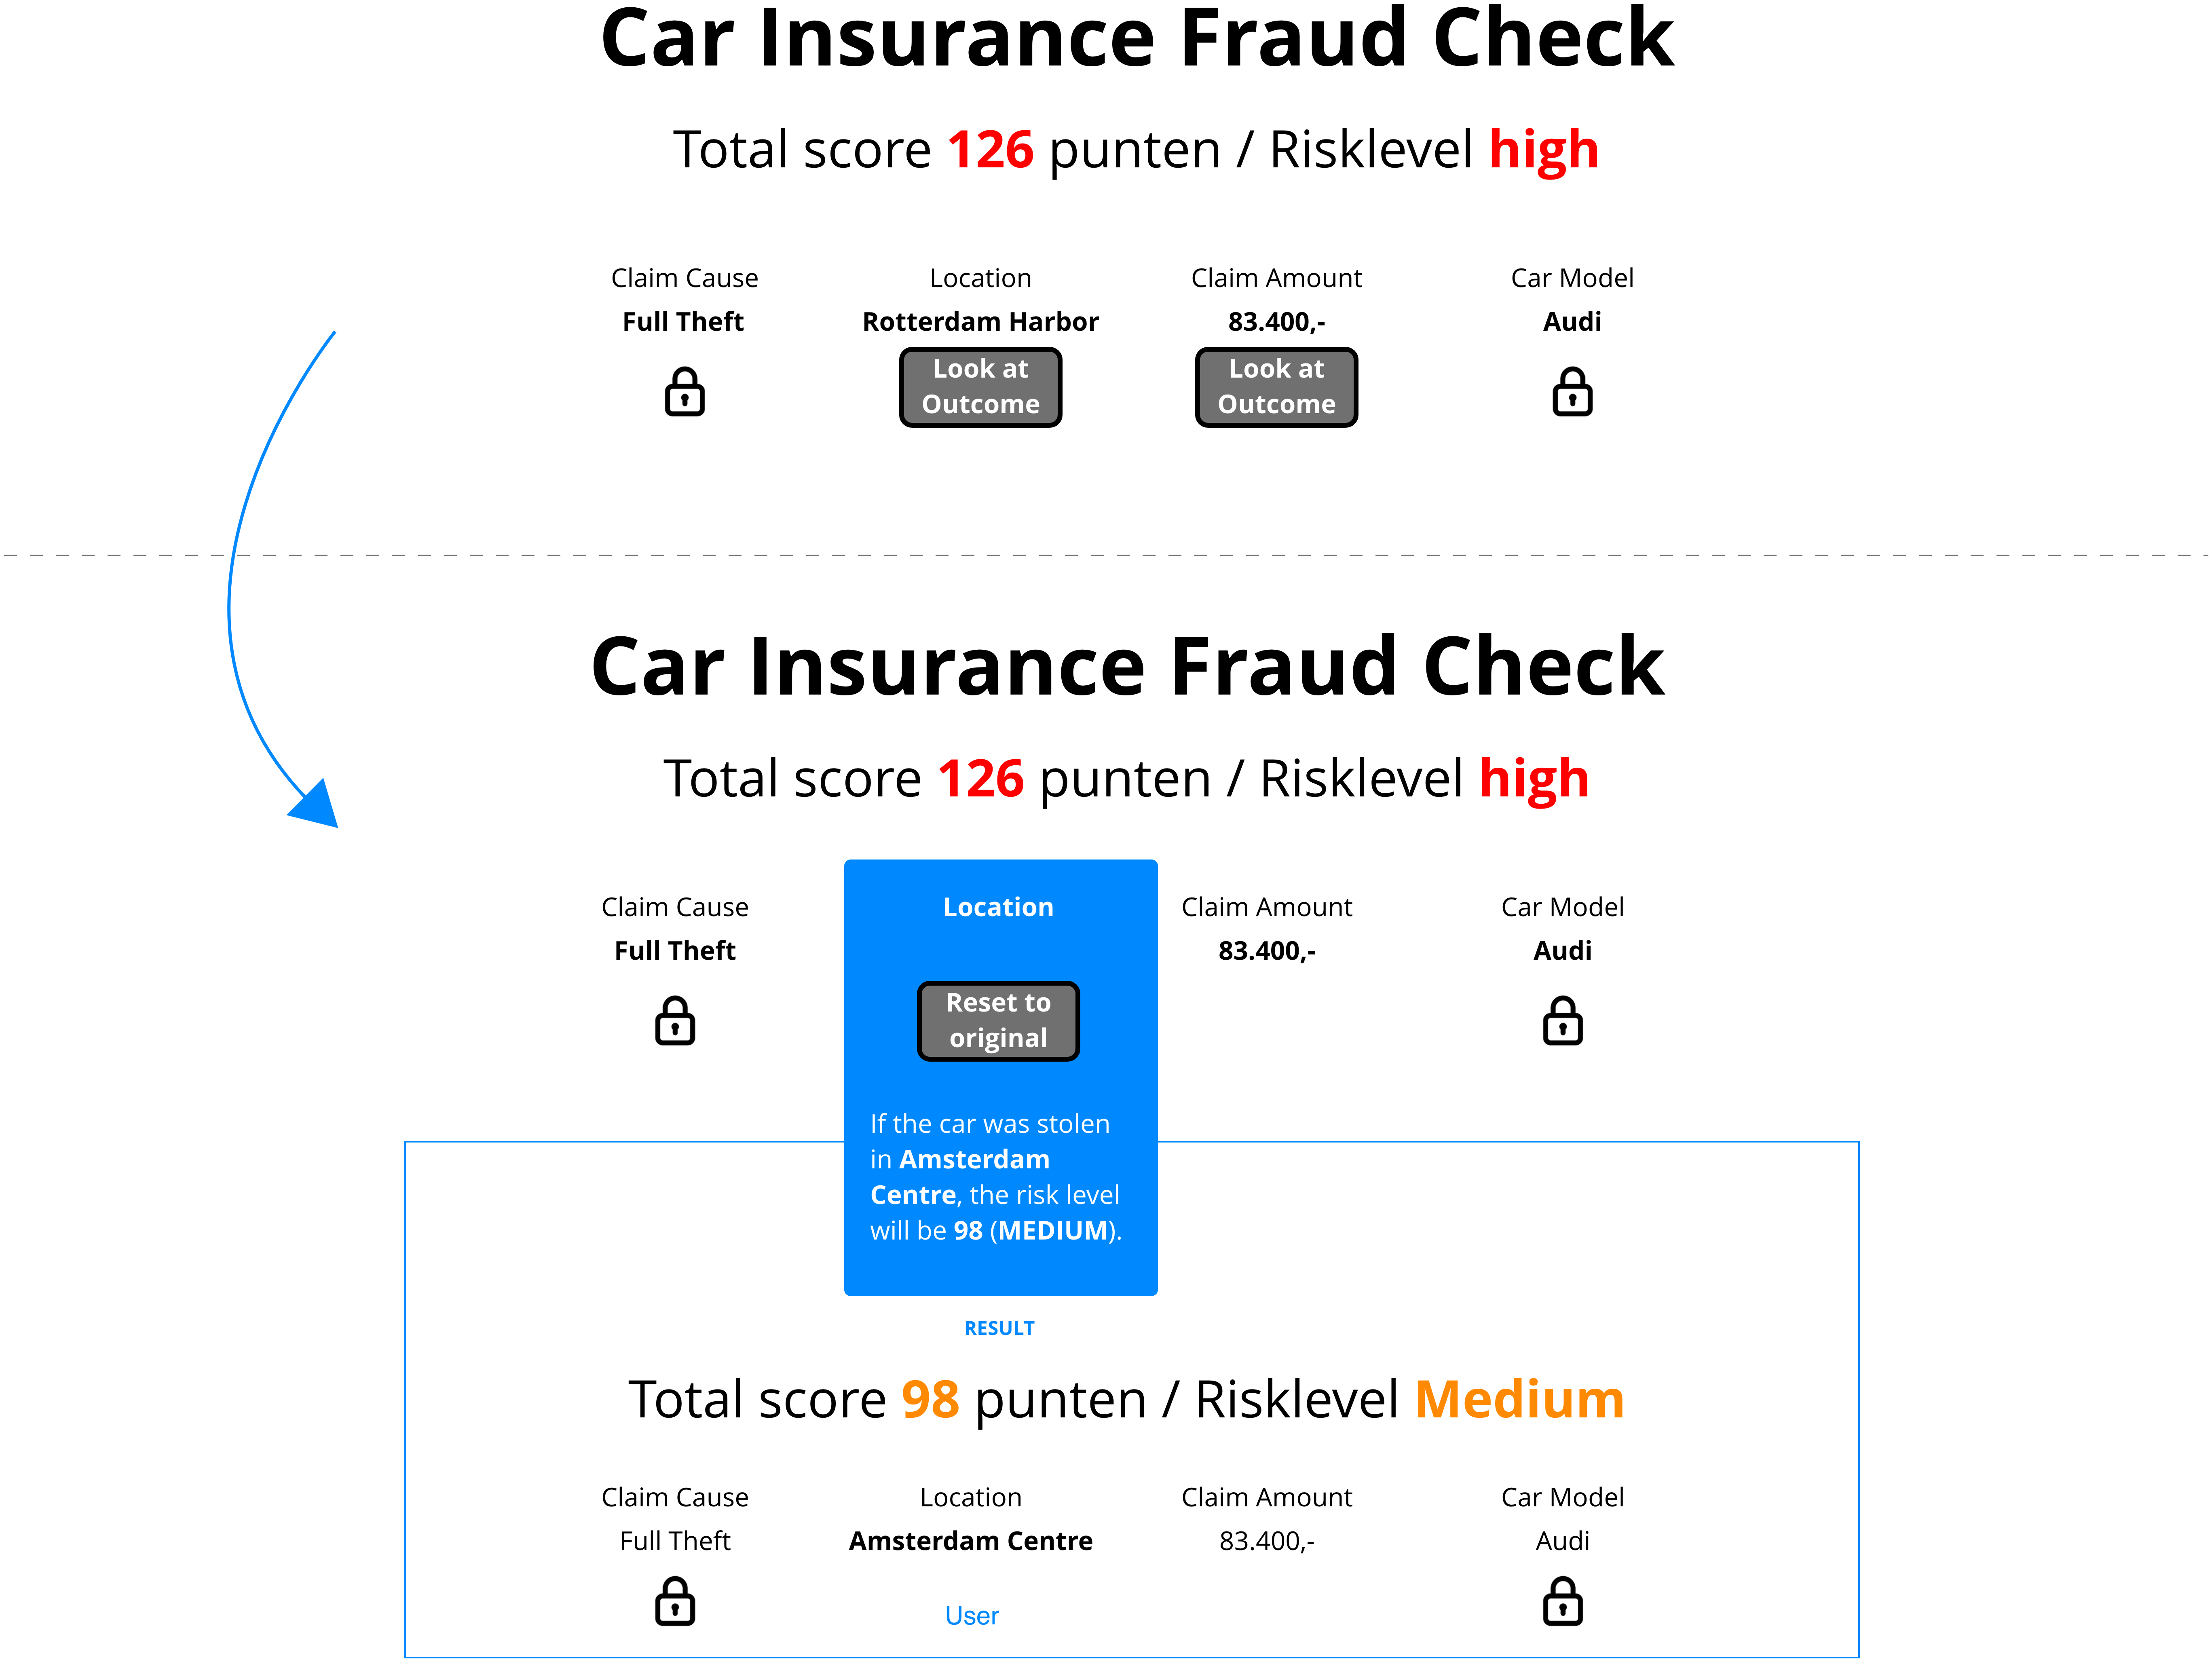 Car Insurance Fraud Check
Total score 126 punten / Risklevel high
Claim Cause
Full Theft
Location
Rotterdam Harbor
Look at
Outcome
Claim Amount
83.400,-
Look at
Outcome
Car Model
Audi
Car Insurance Fraud Check
Total score 126 punten / Risklevel high
Claim Cause
Full Theft
Location
Reset to
original
If the car was stolen
in Amsterdam
Centre, the risk level
will be 98 (MEDIUM).
Claim Amount
83.400,-
Car Model
Audi
RESULT
Total score 98 punten / Risklevel Medium
Claim Cause
Full Theft
Location
Amsterdam Centre
User
Claim Amount
83.400,-
Car Model
Audi